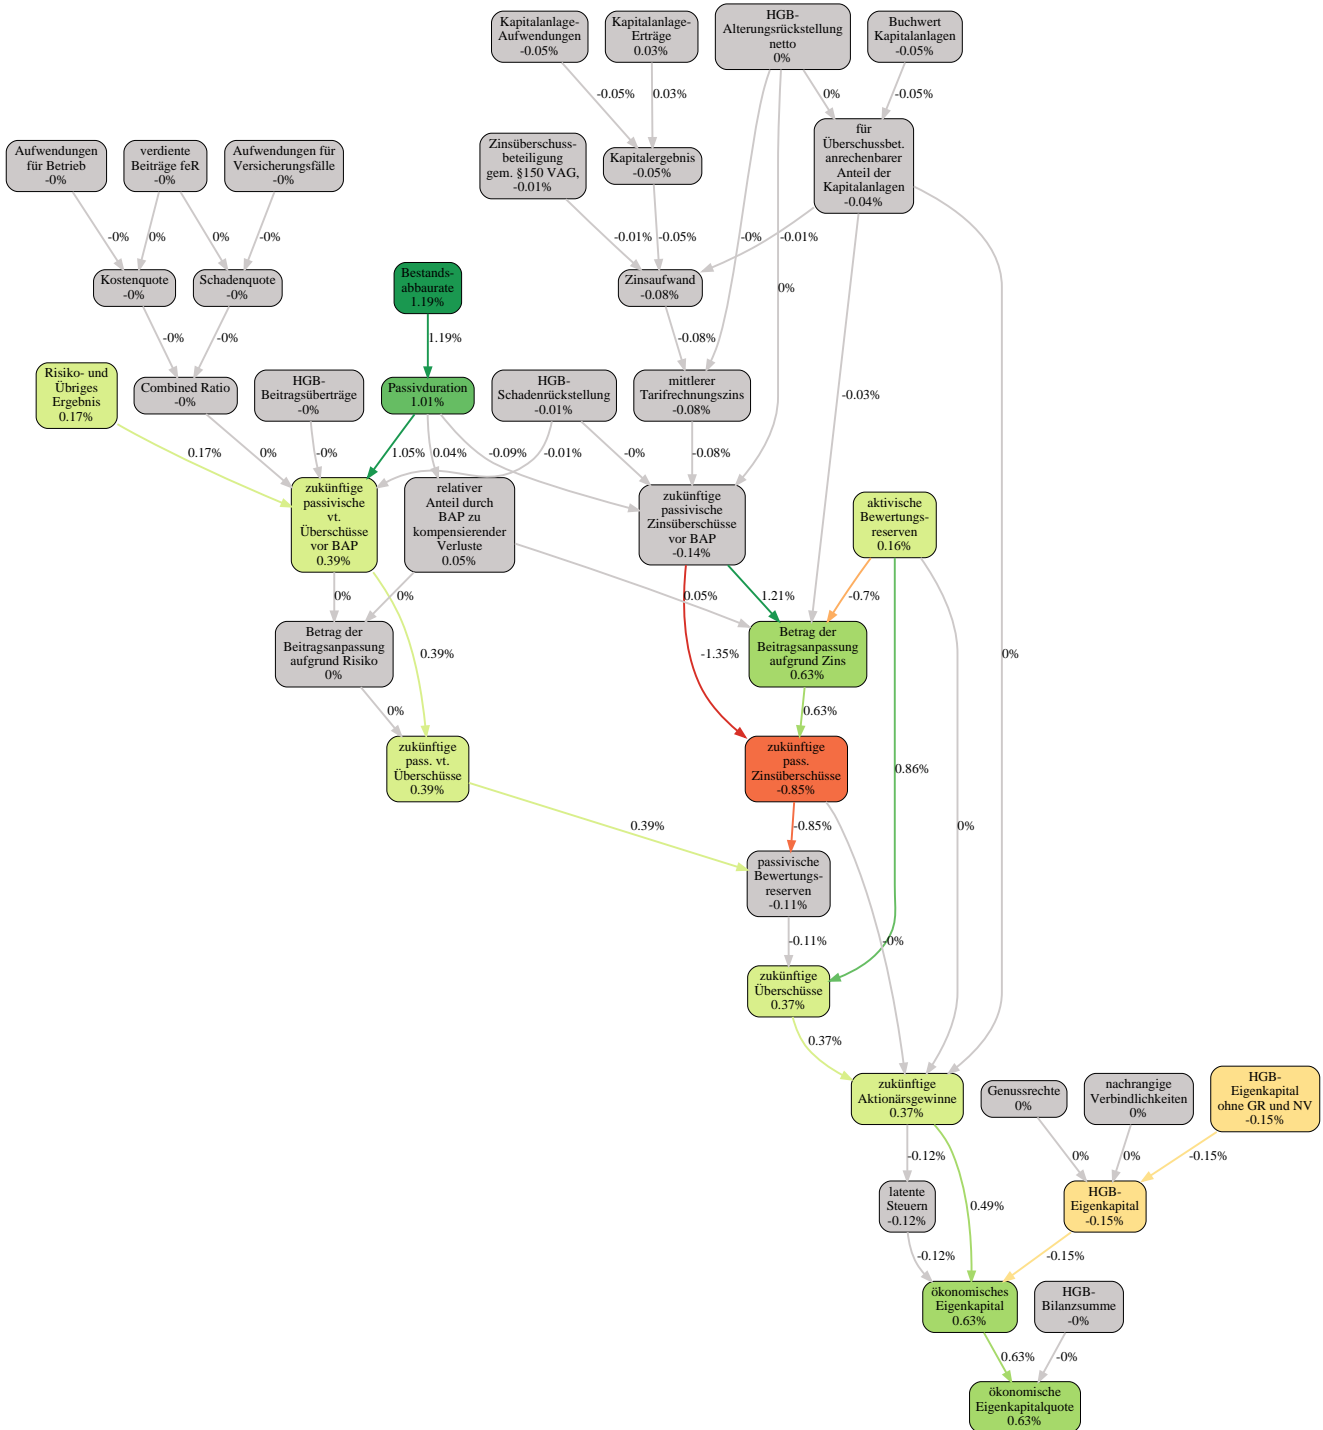 Kapitalanlage-
Aufwendungen
-0.05%
Kapitalanlage-
Erträge
0.03%
HGB-
Alterungsrückstellung
netto
0%
Buchwert
Kapitalanlagen
-0.05%
-0.05%
0.03%
0%
-0.05%
Aufwendungen
für Betrieb
-0%
verdiente
Beiträge feR
-0%
Aufwendungen für
Versicherungsfälle
-0%
Zinsüberschuss-
beteiligung
gem. §150 VAG,
-0.01%
Kapitalergebnis
-0.05%
für
Überschussbet.
anrechenbarer
Anteil der
Kapitalanlagen
-0.04%
-0%
0%
0%
-0%
-0.01%
-0.05%
-0%
-0.01%
Kostenquote
-0%
Schadenquote
-0%
Bestands-
abbaurate
1.19%
Zinsaufwand
-0.08%
0%
-0%
-0%
1.19%
-0.08%
Risiko- und
Übriges
Ergebnis
0.17%
Combined Ratio
-0%
HGB-
Beitragsüberträge
-0%
Passivduration
1.01%
HGB-
Schadenrückstellung
-0.01%
mittlerer
Tarifrechnungszins
-0.08%
-0.03%
0.17%
0%
-0%
1.05%
0.04%
-0.09%
-0.01%
-0%
-0.08%
zukünftige
passivische
vt.
Überschüsse
vor BAP
0.39%
relativer
Anteil durch
BAP zu
kompensierender
Verluste
0.05%
zukünftige
passivische
Zinsüberschüsse
vor BAP
-0.14%
aktivische
Bewertungs-
reserven
0.16%
0%
0%
0.05%
1.21%
-0.7%
Betrag der
Beitragsanpassung
aufgrund Risiko
0%
0.39%
-1.35%
Betrag der
Beitragsanpassung
aufgrund Zins
0.63%
0%
0%
0.63%
zukünftige
pass. vt.
Überschüsse
0.39%
zukünftige
pass.
Zinsüberschüsse
-0.85%
0.86%
0.39%
-0.85%
0%
passivische
Bewertungs-
reserven
-0.11%
-0.11%
-0%
zukünftige
Überschüsse
0.37%
0.37%
zukünftige
Aktionärsgewinne
0.37%
Genussrechte
0%
nachrangige
Verbindlichkeiten
0%
HGB-
Eigenkapital
ohne GR und NV
-0.15%
-0.12%
0%
0%
-0.15%
latente
Steuern
-0.12%
0.49%
HGB-
Eigenkapital
-0.15%
-0.12%
-0.15%
ökonomisches
Eigenkapital
0.63%
HGB-
Bilanzsumme
-0%
0.63%
-0%
ökonomische
Eigenkapitalquote
0.63%